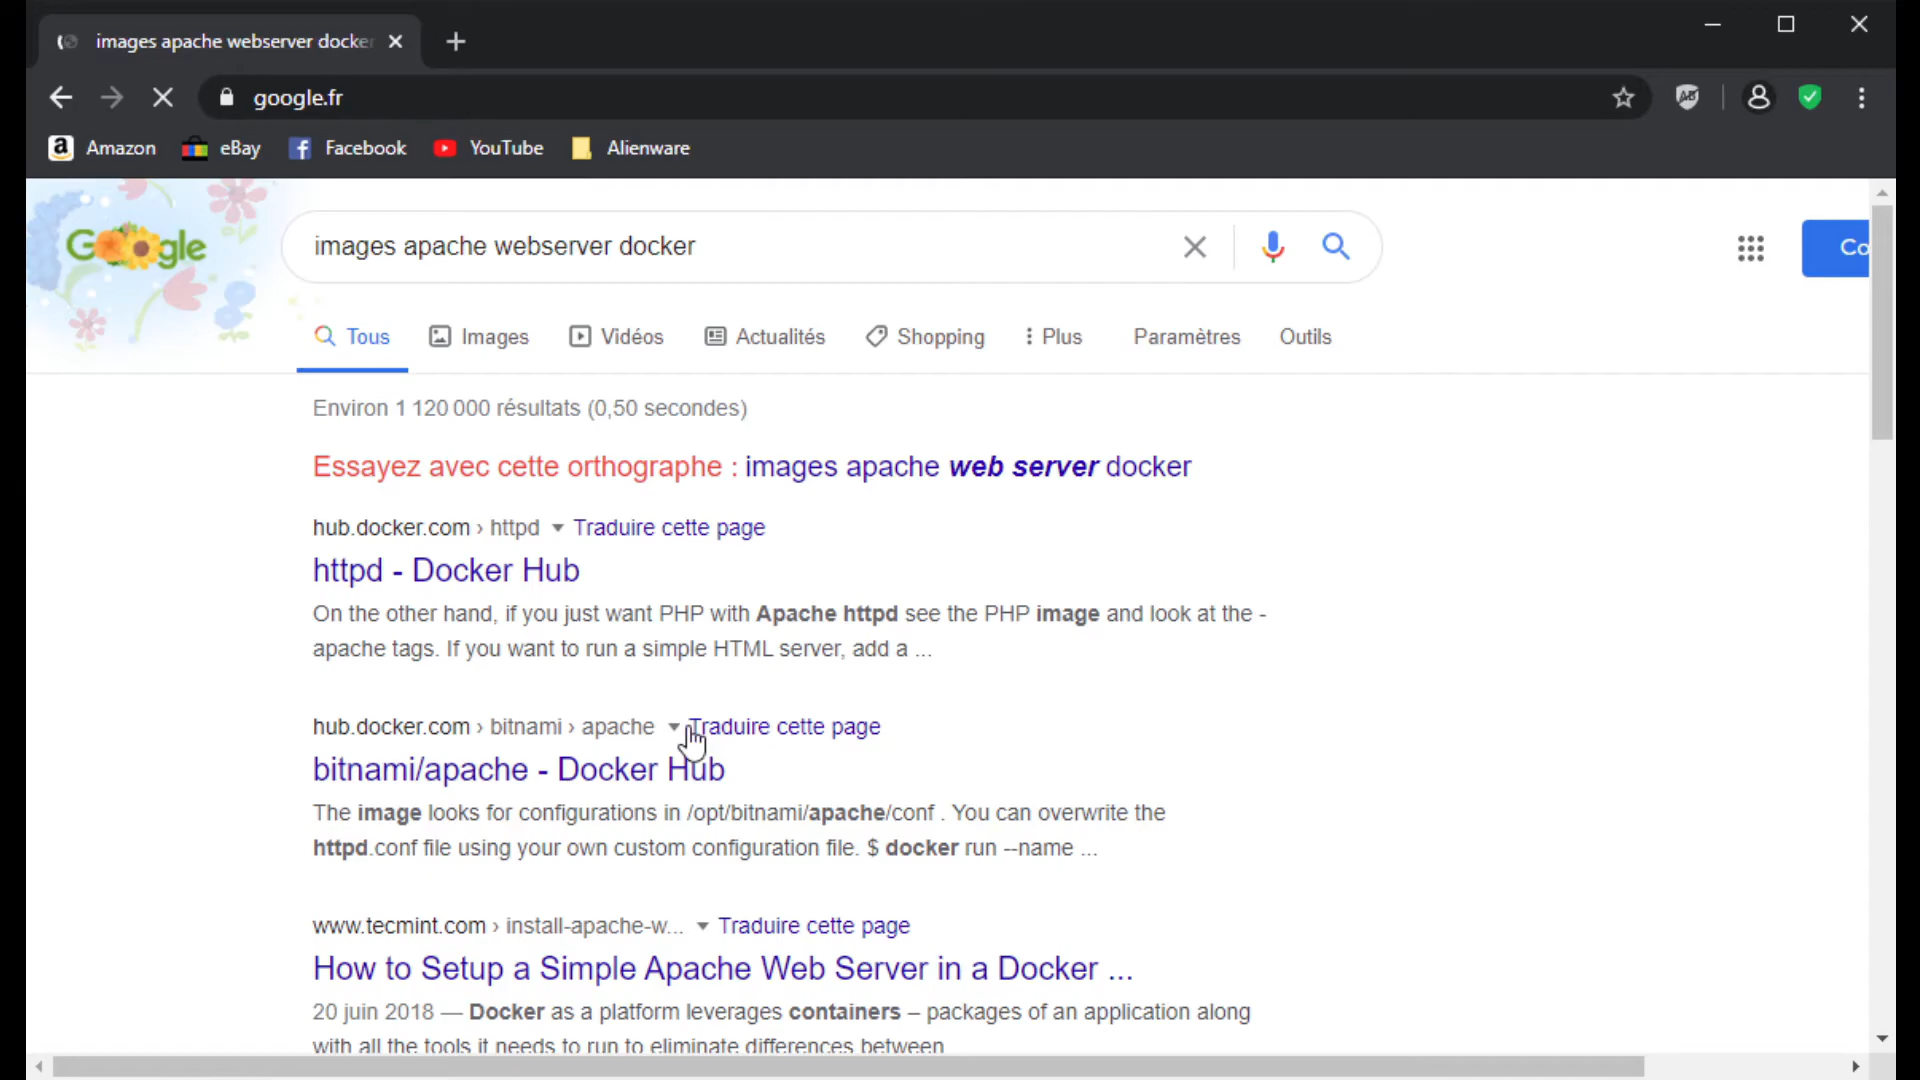 images apache webserver docker
google.fr
Amazon eBay Facebook YouTube Alienware
Google
images apache webserver docker
Co
Tous Images Vidéos Actualités Shopping Plus Paramètres Outils
Environ 1 120 000 résultats (0,50 secondes)
Essayez avec cette orthographe : images apache web server docker
hub.docker.com › httpd Traduire cette page
httpd - Docker Hub
On the other hand, if you just want PHP with Apache httpd see the PHP image and look at the -
apache tags. If you want to run a simple HTML server, add a ...
hub.docker.com › bitnami › apache Traduire cette page
bitnami/apache - Docker Hub
The image looks for configurations in /opt/bitnami/apache/conf . You can overwrite the
httpd.conf file using your own custom configuration file. $ docker run --name ...
www.tecmint.com › install-apache-w... Traduire cette page
How to Setup a Simple Apache Web Server in a Docker ...
20 juin 2018 — Docker as a platform leverages containers – packages of an application along
with all the tools it needs to run to eliminate differences between